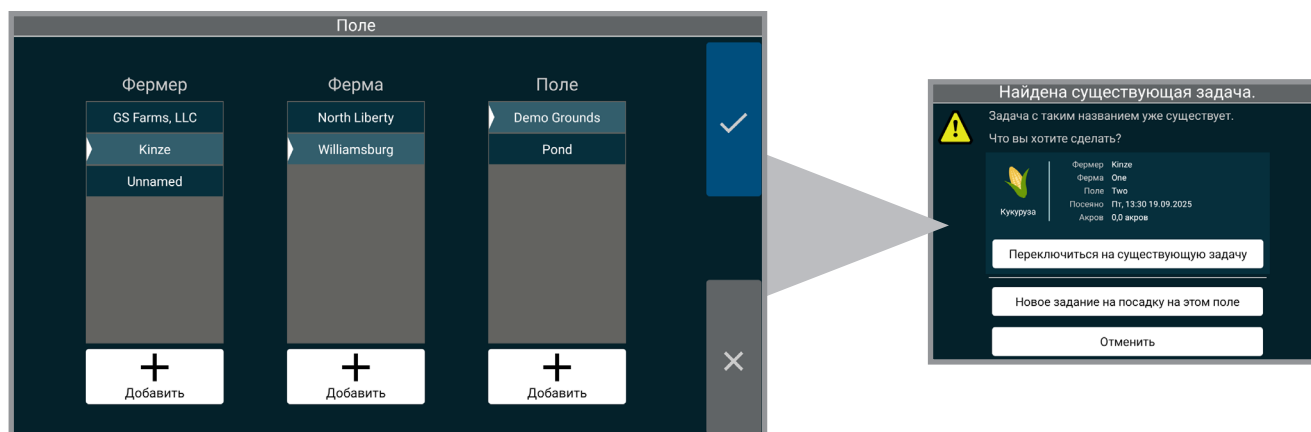 Поле
Фермер
GS Farms, LLC
Kinze
Unnamed
Добавить
Ферма
North Liberty
Williamsburg
Добавить
Поле
Demo Grounds
Pond
Добавить
Найдена существующая задача.
Задача с таким названием уже существует.
Что вы хотите сделать?
Кукуруза
Фермер Kinze
Ферма One
Поле Two
Посеяно Пт, 13:30 19.09.2025
Акров 0,0 акров
Переключиться на существующую задачу
Новое задание на посадку на этом поле
Отменить